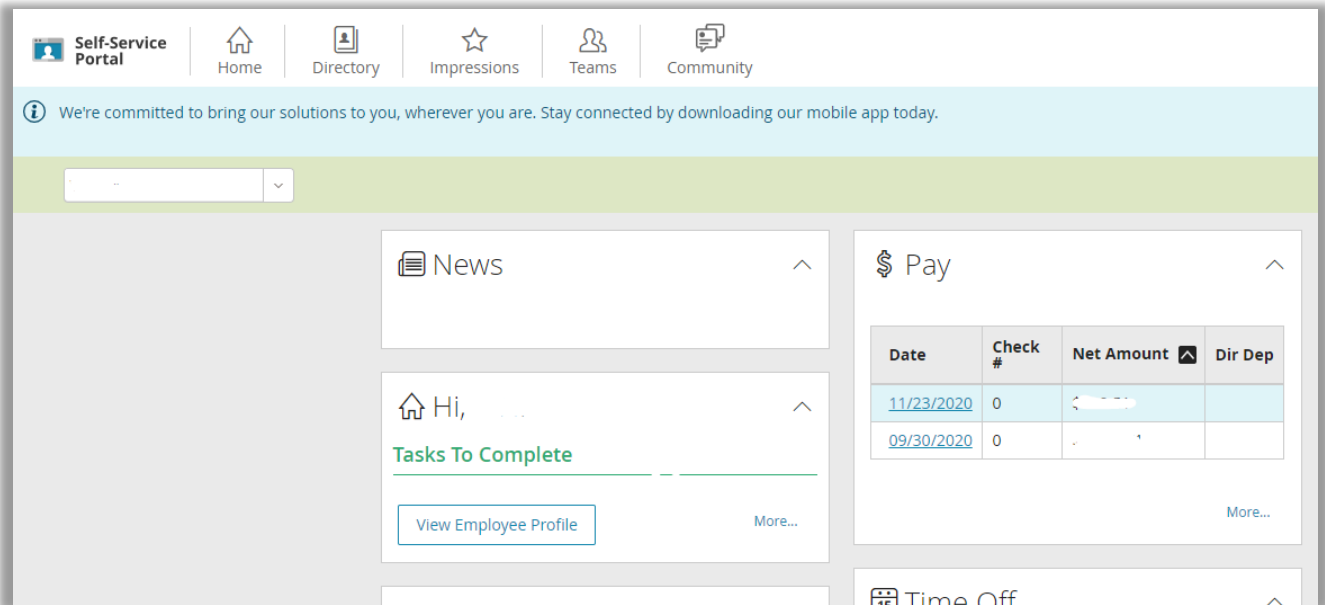 Self-Service
Portal
Home
Directory
Impressions
Teams
Community
We're committed to bring our solutions to you, wherever you are. Stay connected by downloading our mobile app today.
News
Hi,
Tasks To Complete
View Employee Profile
More...
$ Pay
Date Check # Net Amount Dir Dep
11/23/2020 0
09/30/2020 0
More...
Time Off